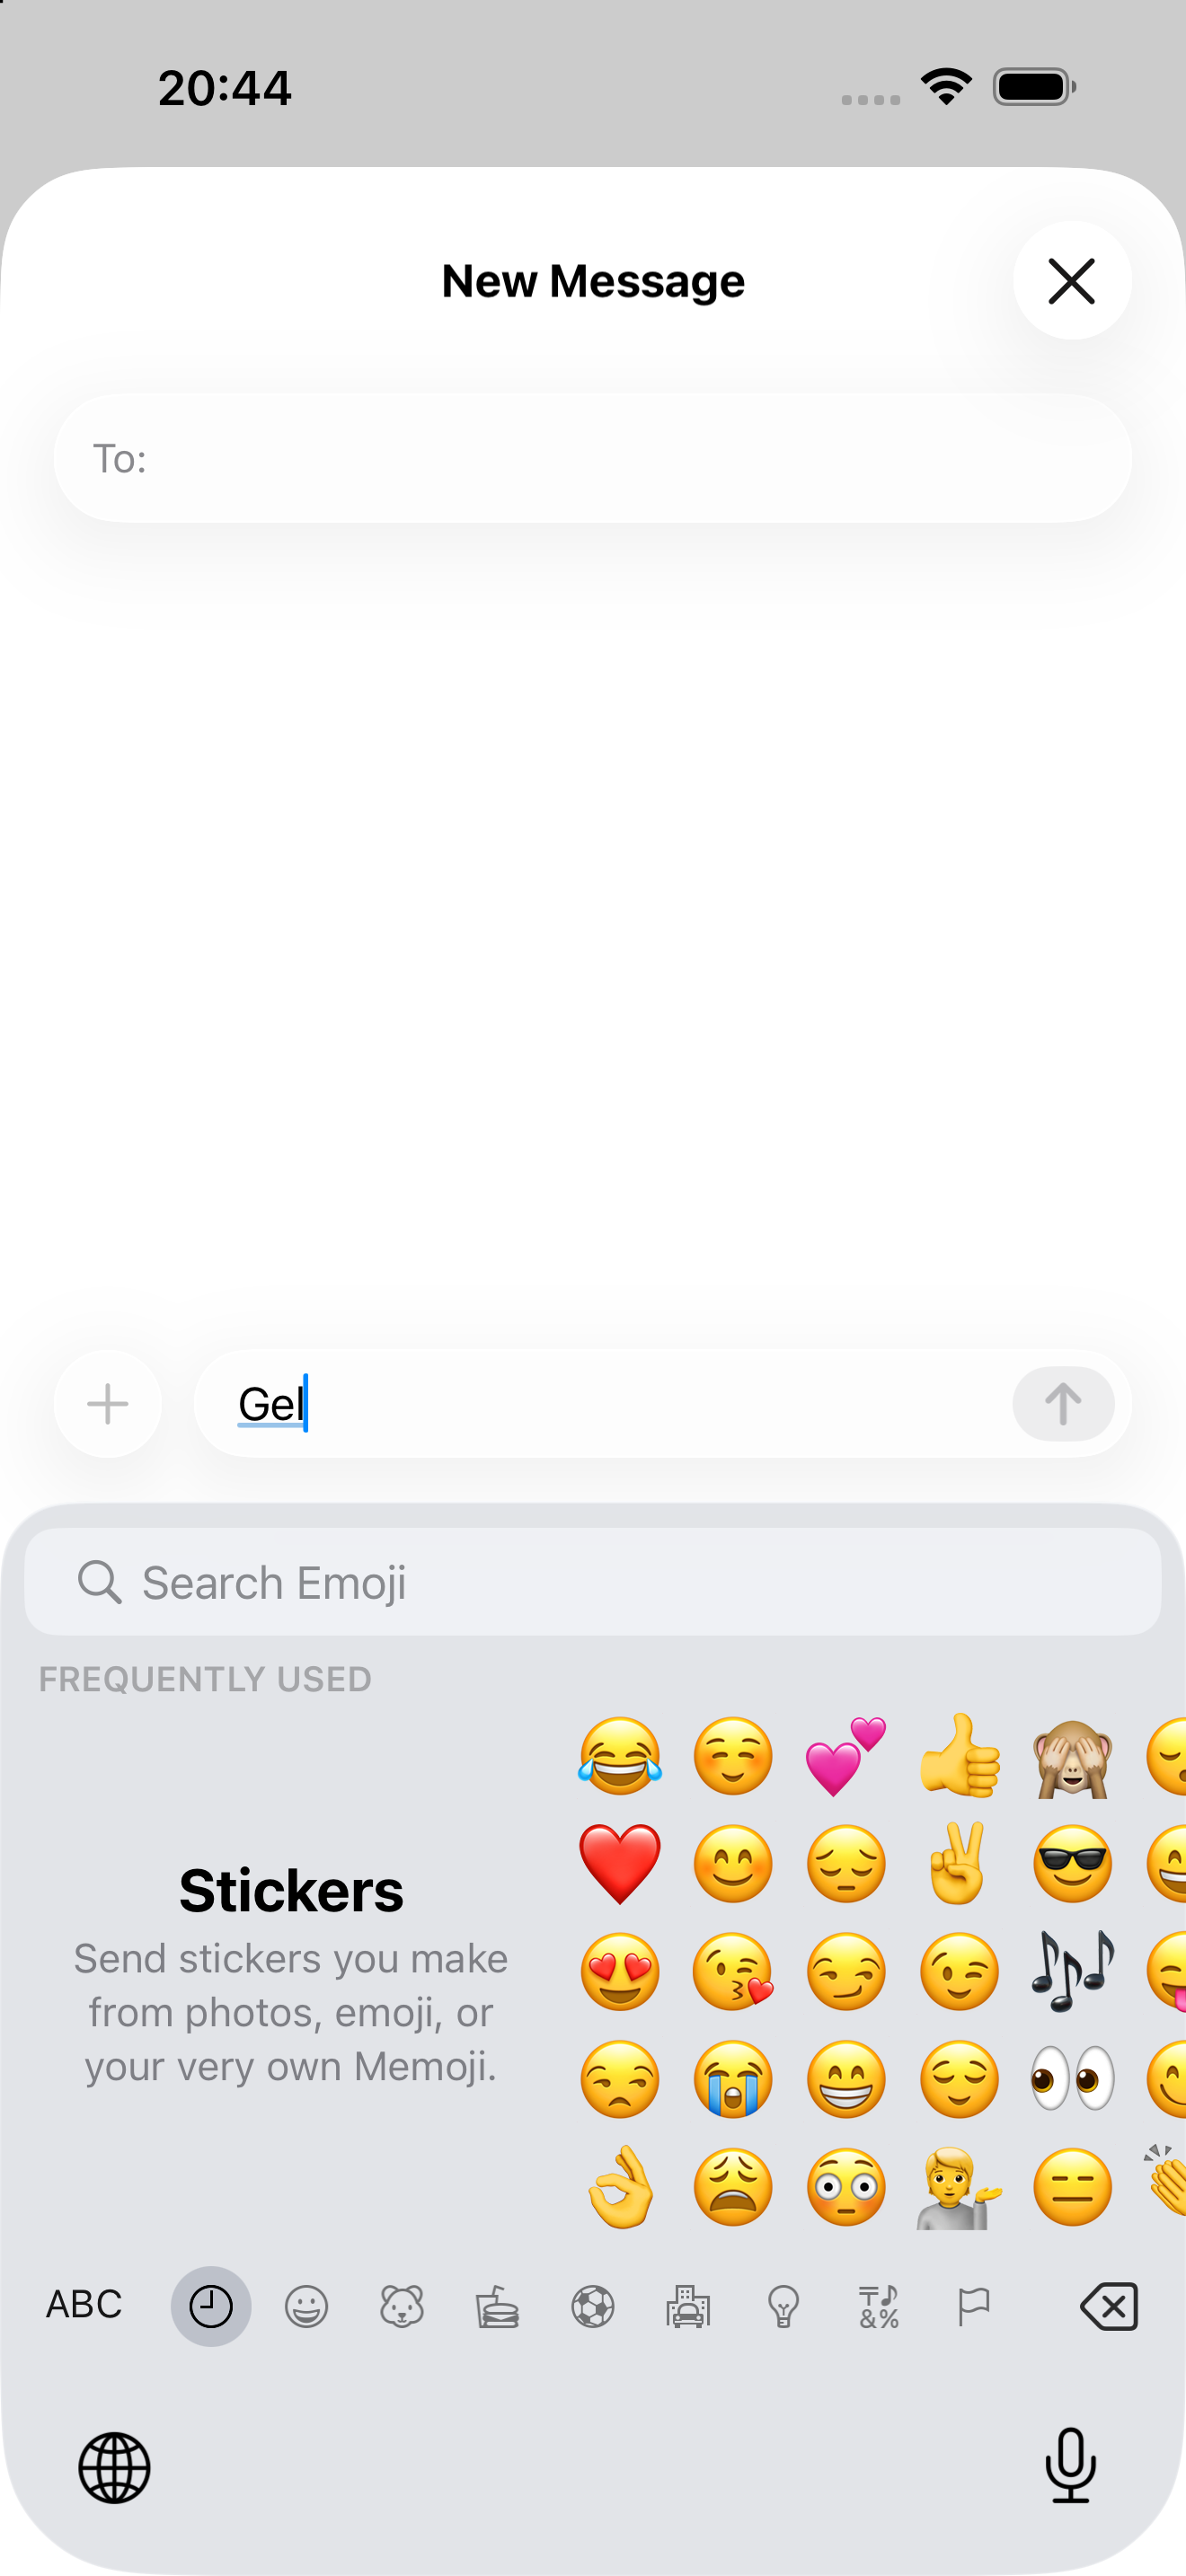 20:44
New Message
To:
Gel
Search Emoji
FREQUENTLY USED
Stickers
Send stickers you make
from photos, emoji, or
your very own Memoji.
ABC